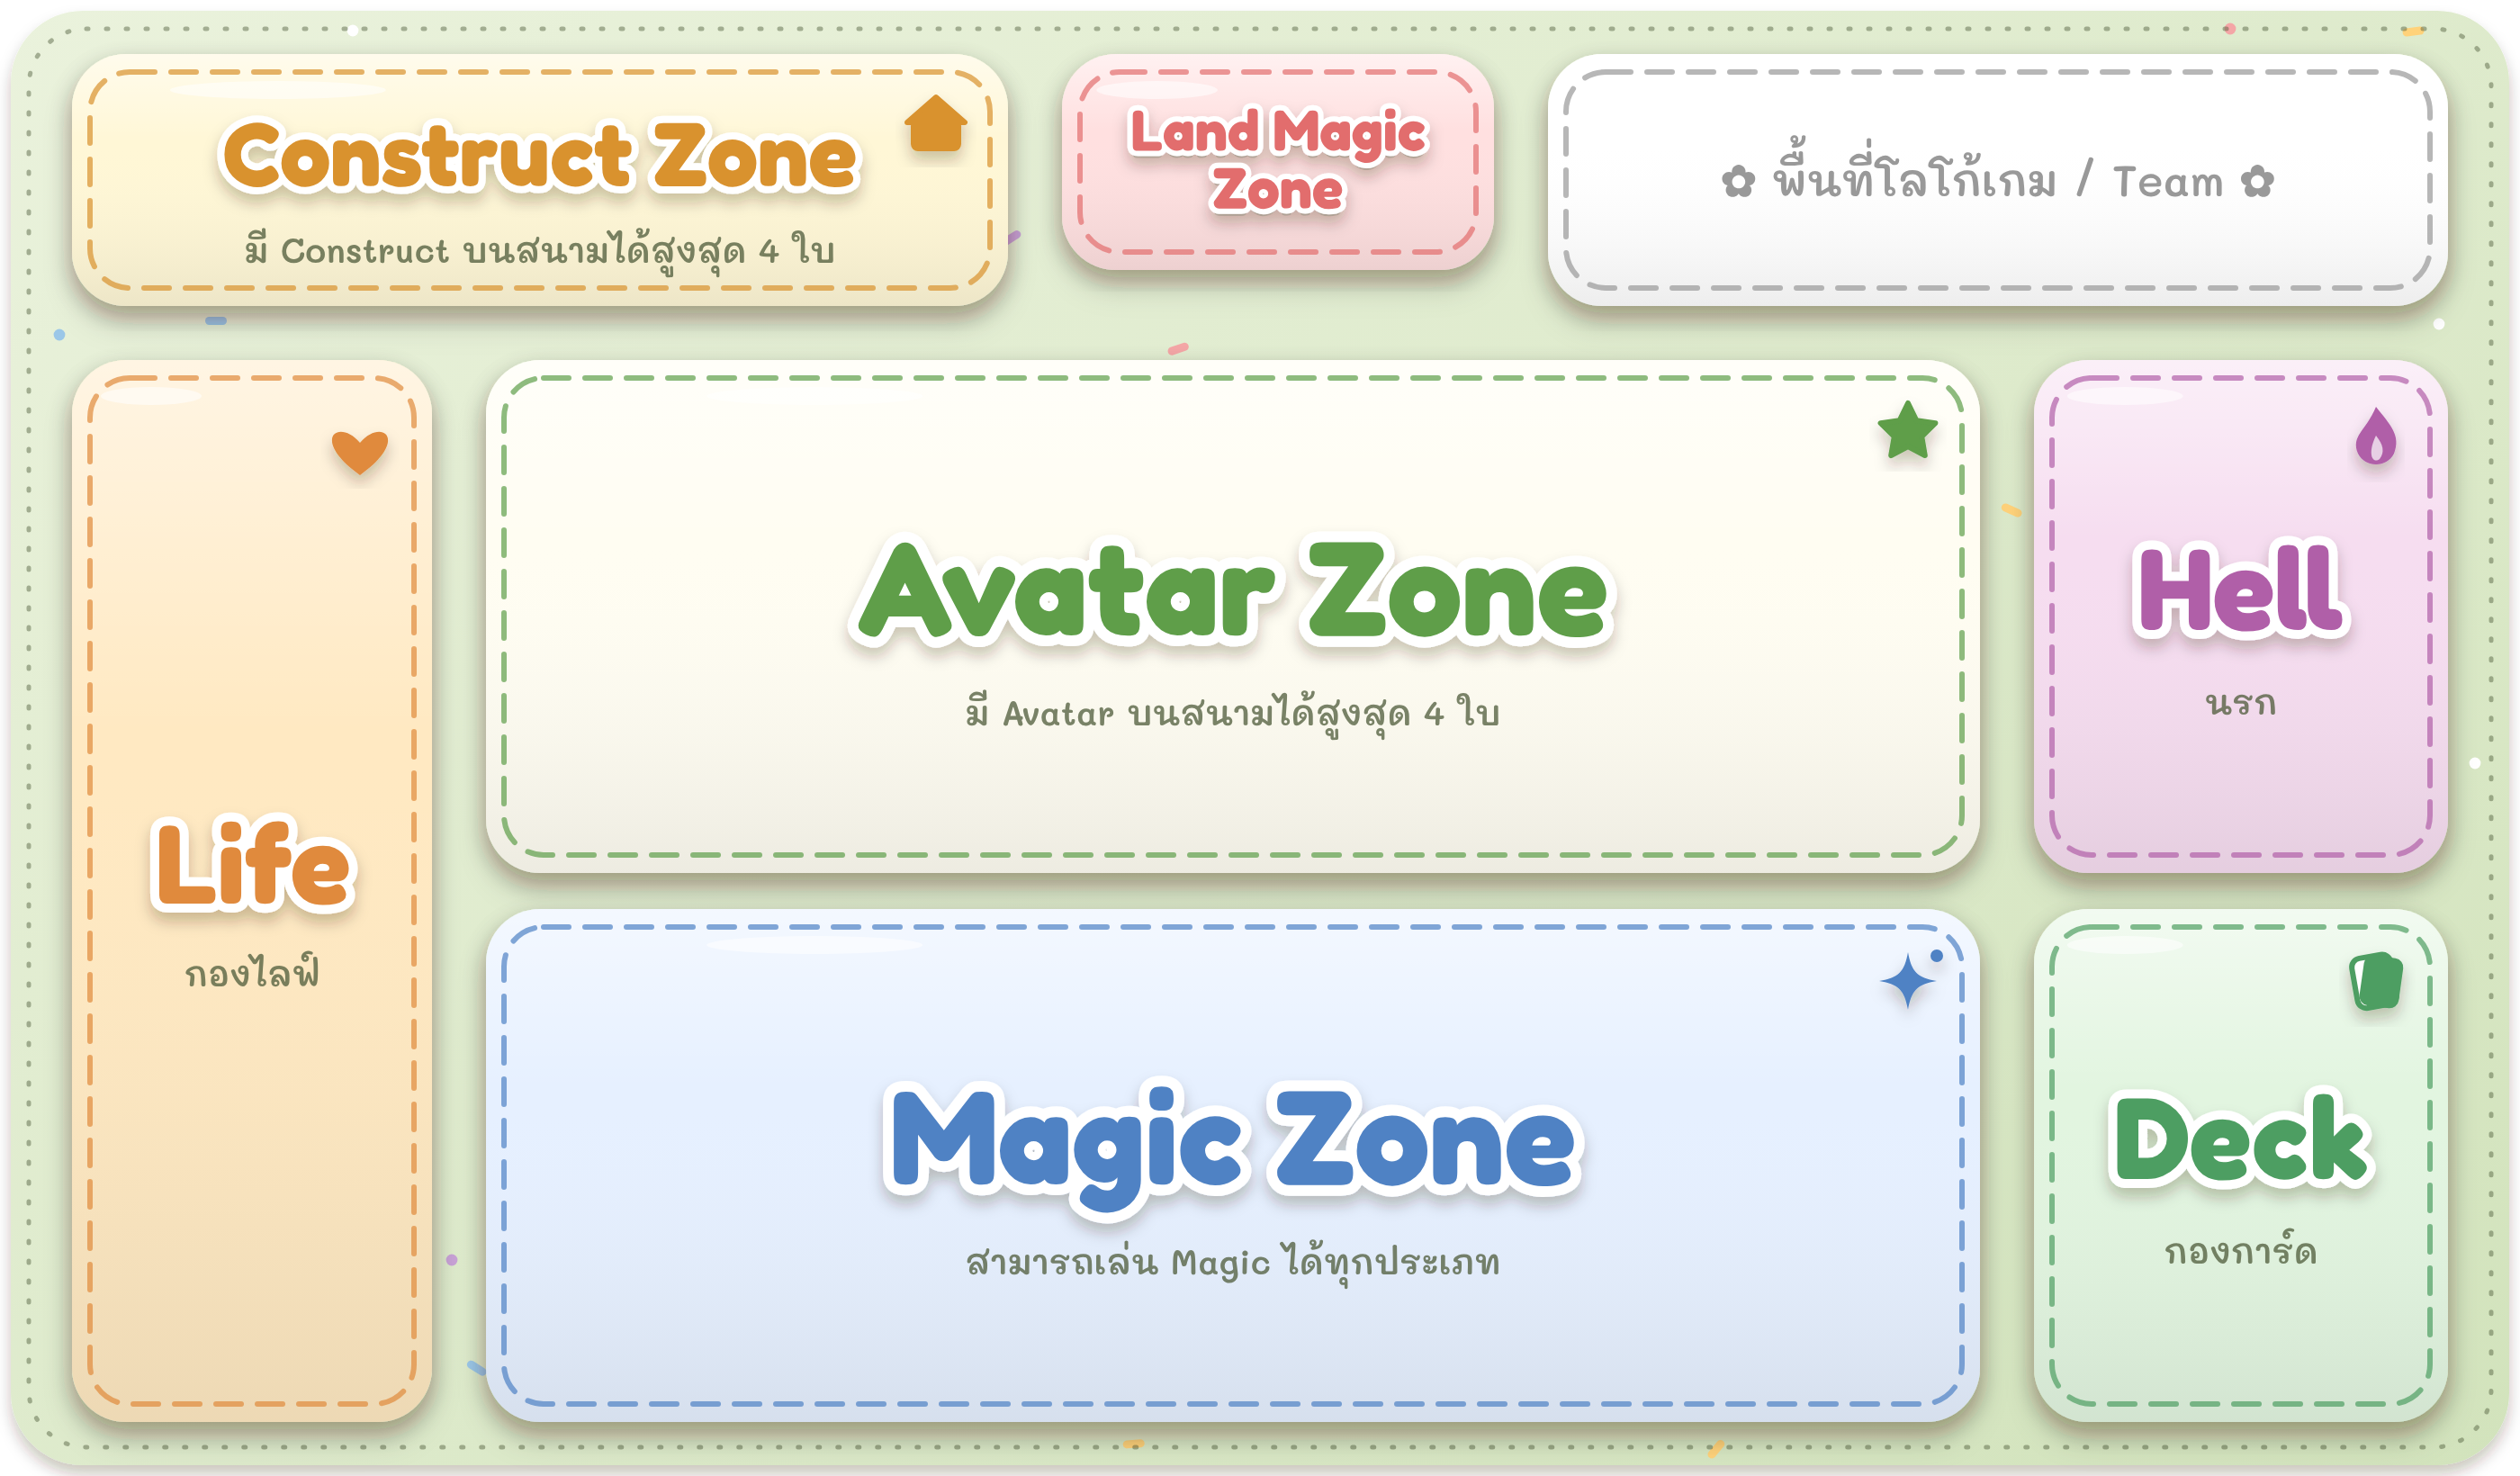 Construct Zone
มี Construct บนสนามได้สูงสุด 4 ใบ
Land Magic
Zone
✿ พื้นที่โลโก้เกม / Team ✿
Life
กองไลฟ์
Avatar Zone
มี Avatar บนสนามได้สูงสุด 4 ใบ
Hell
นรก
Magic Zone
สามารถเล่น Magic ได้ทุกประเภท
Deck
กองการ์ด